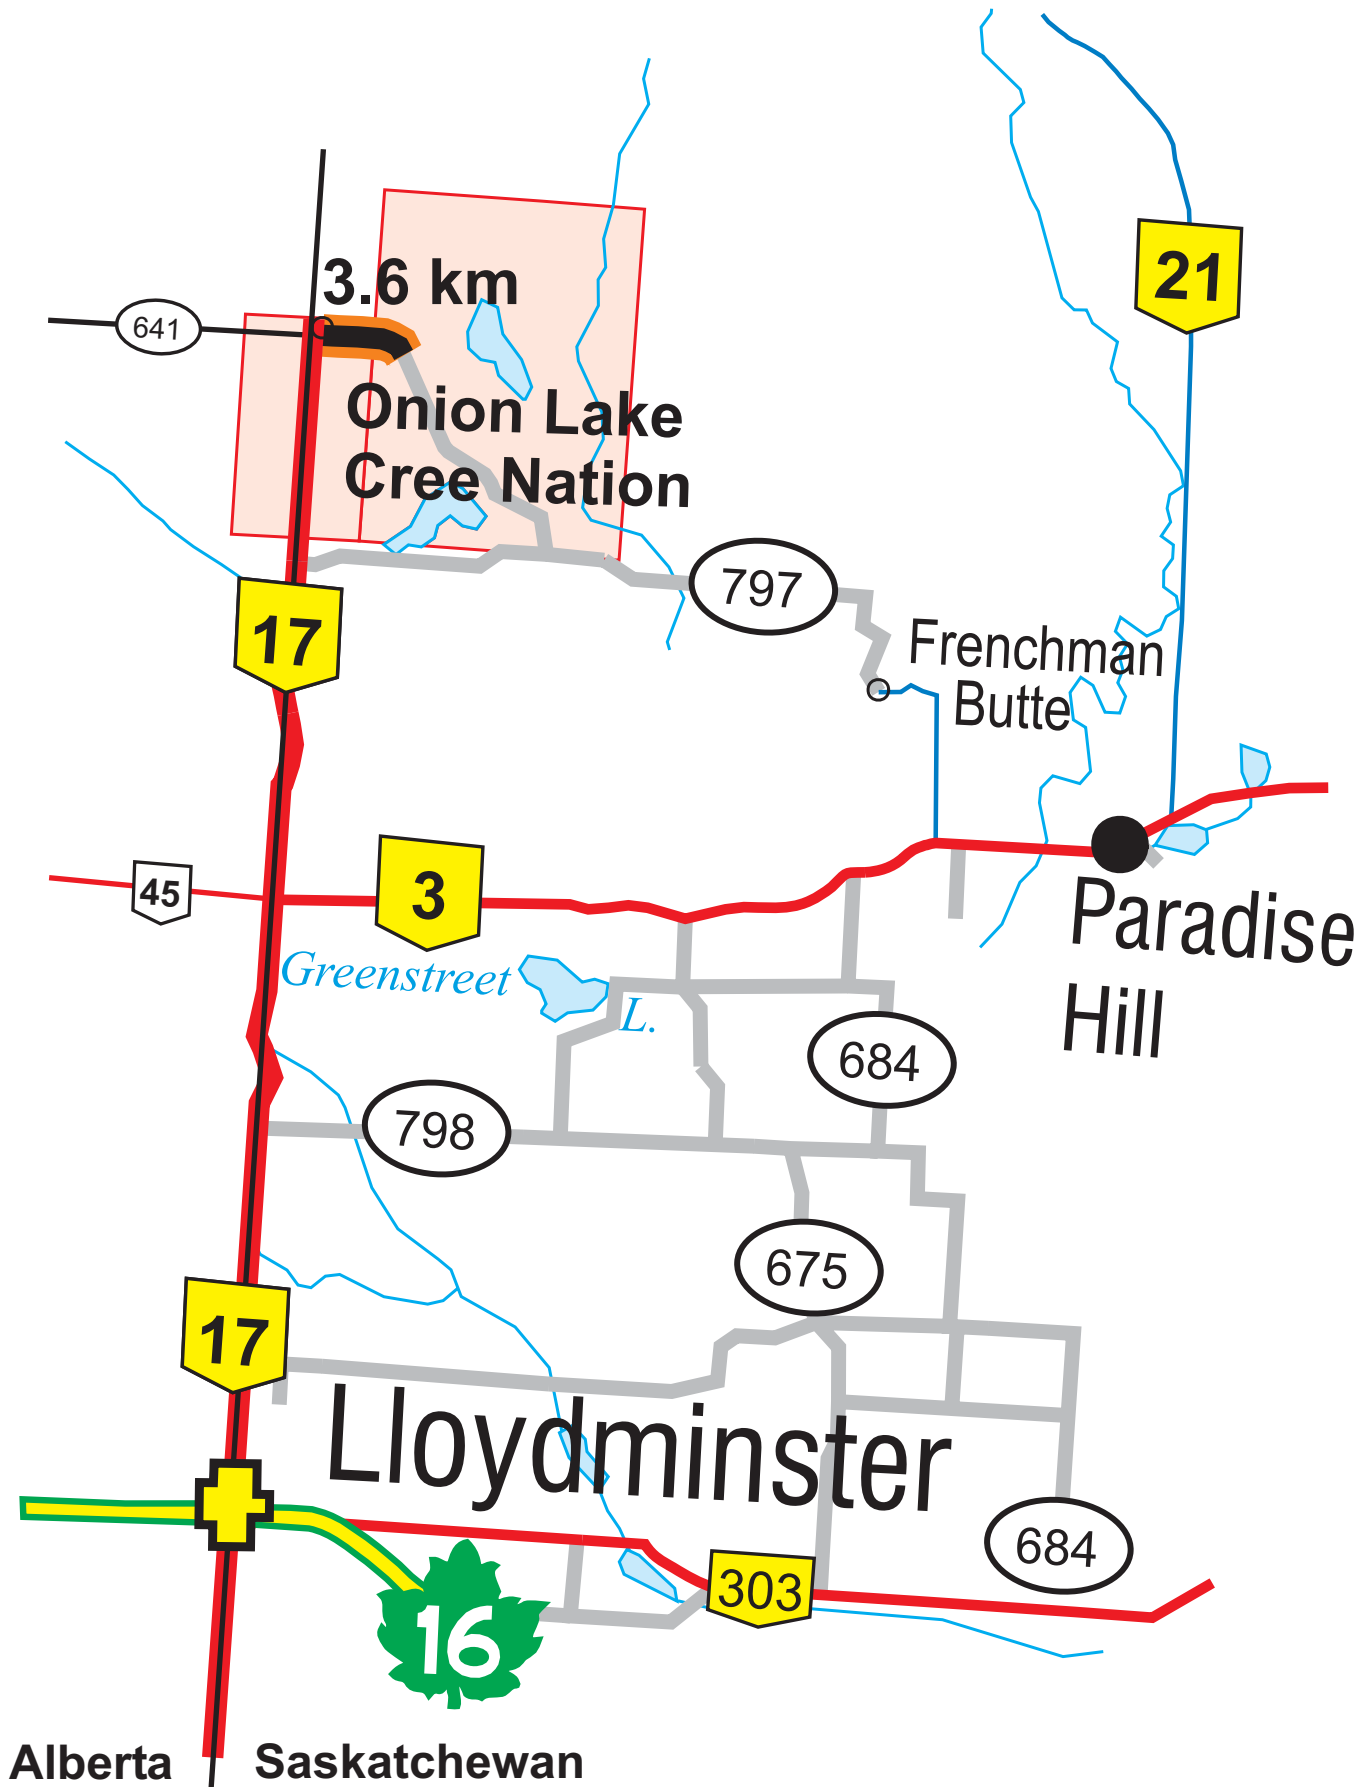 21
3.6 km
641
Onion Lake
Cree Nation
797
17
Frenchman
Butte
45
3
Paradise
Hill
Greenstreet
L.
684
798
675
17
Lloydminster
684
303
16
Alberta
Saskatchewan